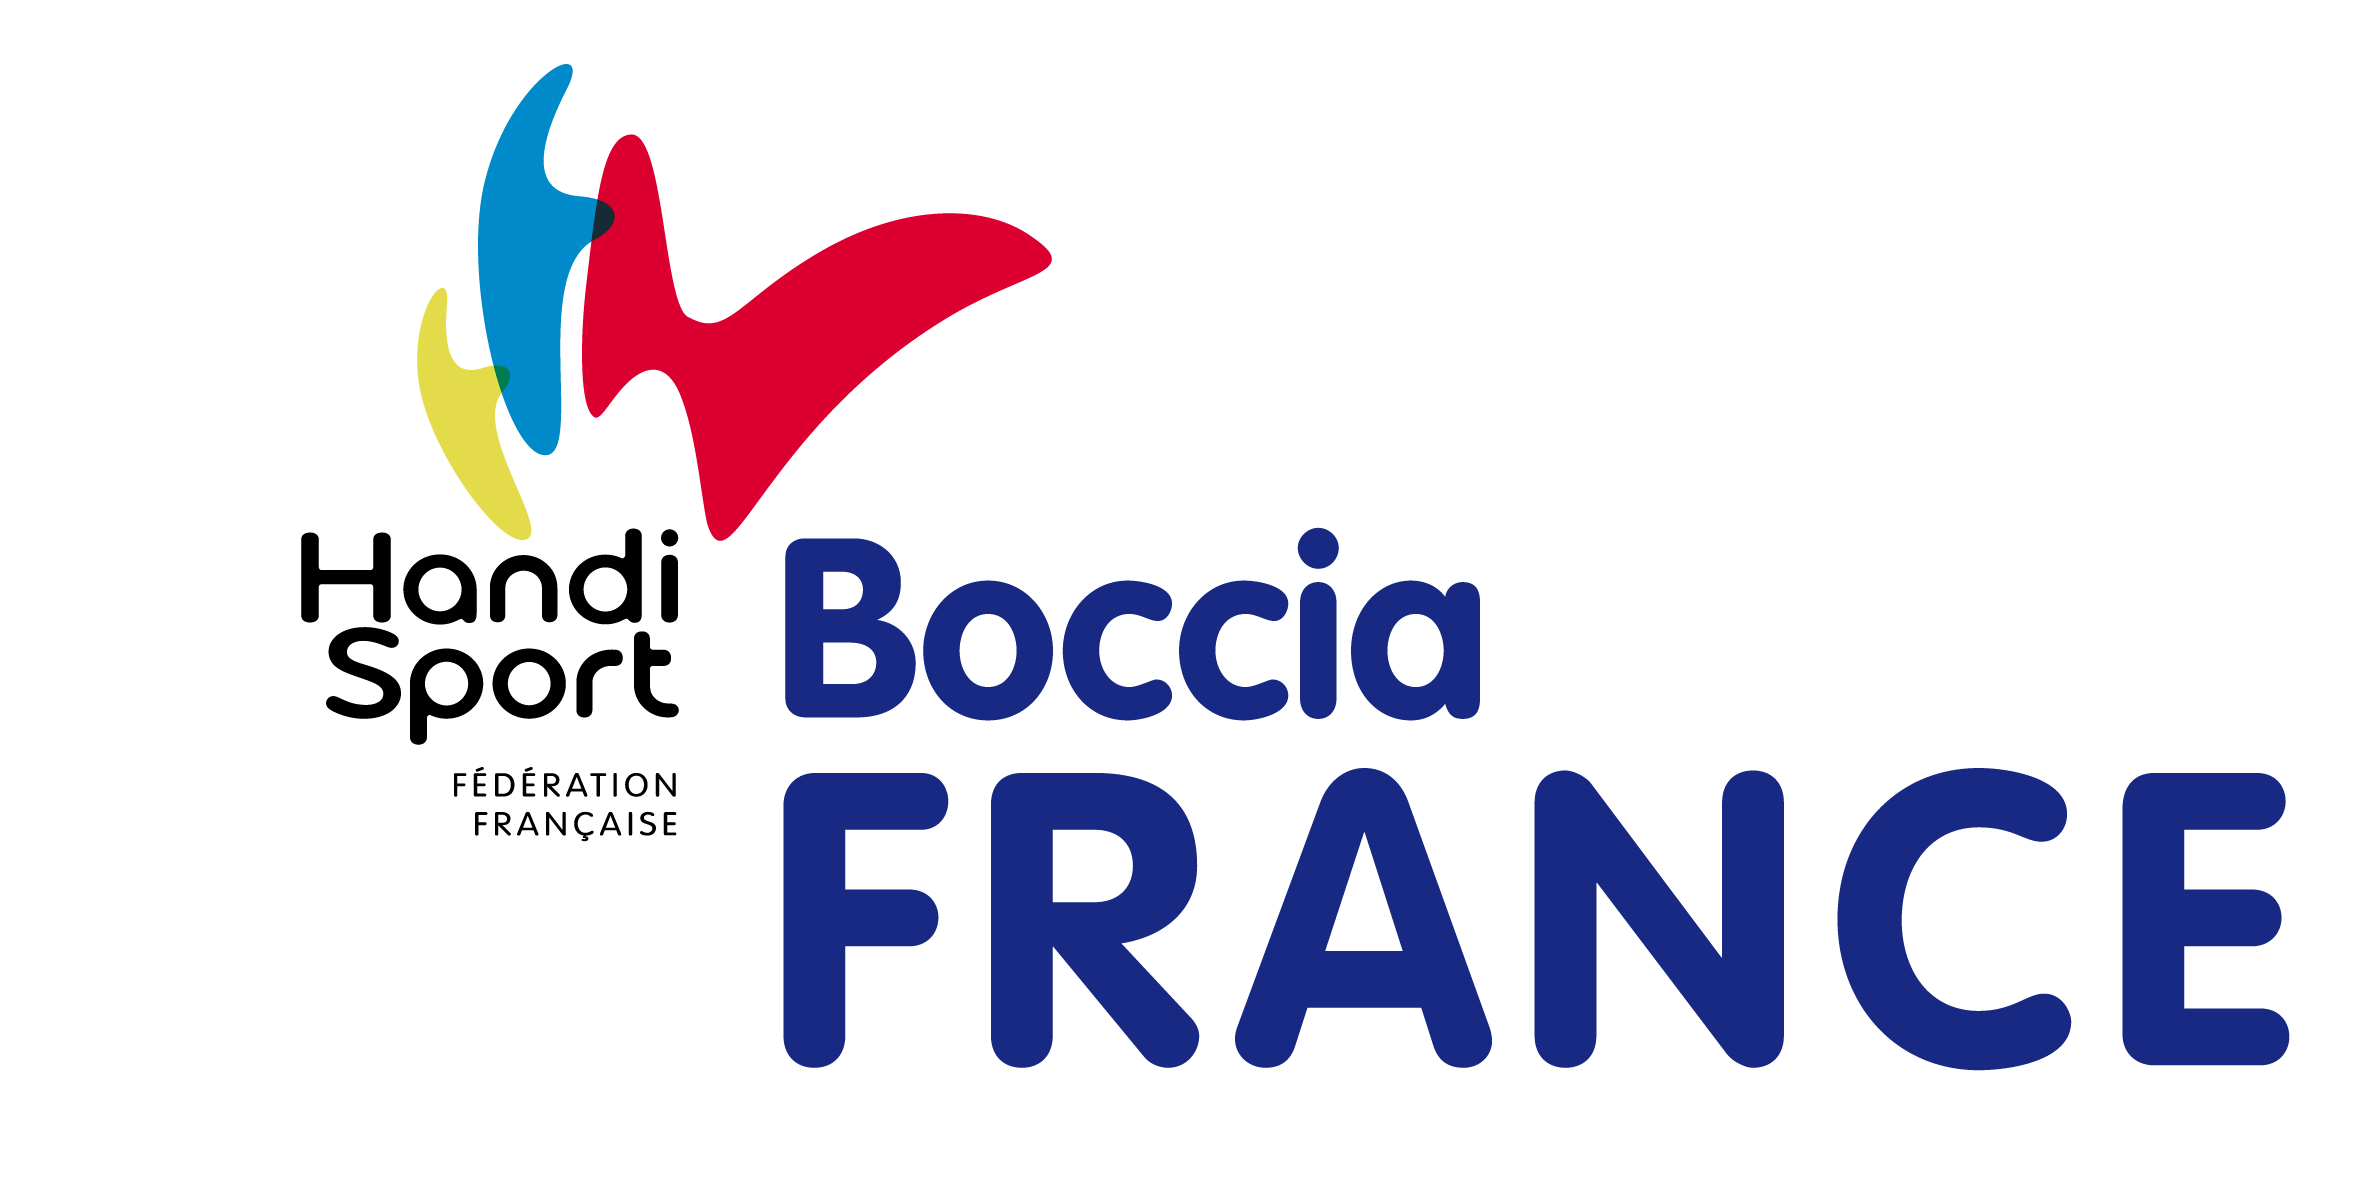 Handi
Sport
FÉDÉRATION
FRANÇAISE
Boccia
FRANCE